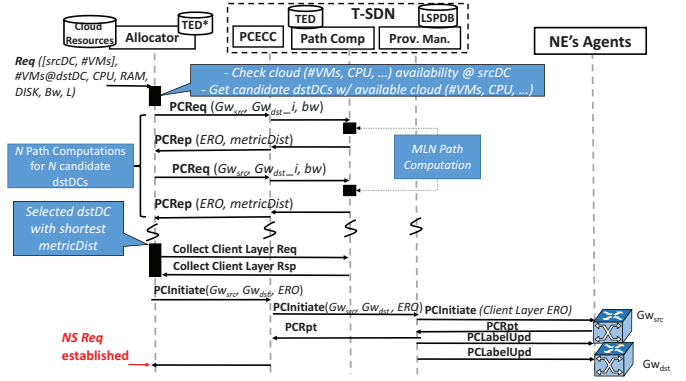 T-SDN
Cloud
Resources
Allocator
TED*
PCECC
TED
Path Comp
LSPDB
Prov. Man.
NE's Agents
Req ([srcDC, #VMs],
#VMs@dstDC, CPU, RAM,
DISK, Bw, L)
- Check cloud (#VMs, CPU, …) availability @ srcDC
- Get candidate dstDCs w/ available cloud (#VMs, CPU, …)
PCReq (Gwsrc, Gwdst_i, bw)
PCRep (ERO, metricDist)
N Path Computations
for N candidate
dstDCs
MLN Path
Computation
PCReq (Gwsrc, Gwdst_i, bw)
PCRep (ERO, metricDist)
Selected dstDC
with shortest
metricDist
Collect Client Layer Req
Collect Client Layer Rsp
PCInitiate(Gwsrc, Gwdst, ERO)
PCInitiate(Gwsrc, Gwdst, ERO)
PCInitiate (Client Layer ERO)
Gwsrc
PCRpt
PCRpt
PCLabelUpd
NS Req
established
PCLabelUpd
Gwdst